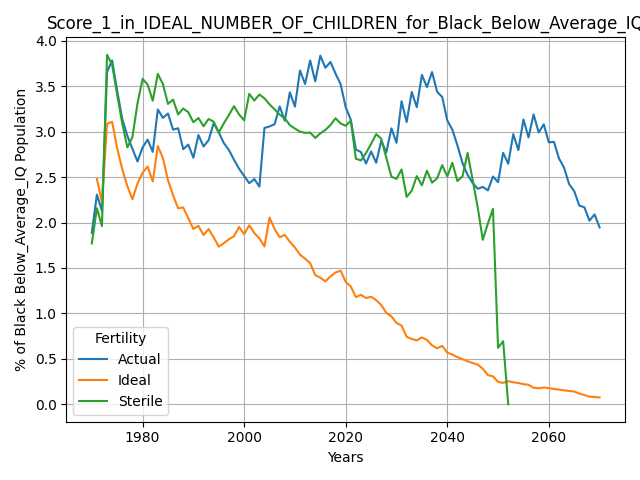 Score_1_in_IDEAL_NUMBER_OF_CHILDREN_for_Black_Below_Average_IQ
4.0
3.5
3.0
2.5
2.0
1.5
1.0
0.5
0.0
% of Black Below_Average_IQ Population
Fertility
Actual
Ideal
Sterile
1980 2000 2020 2040 2060
Years